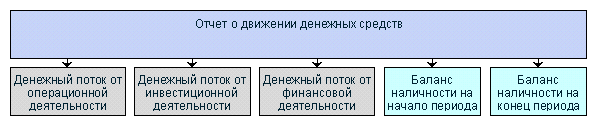 Отчет о движении денежных средств
Денежный поток от
операционной
деятельности
Денежный поток от
инвестиционной
деятельности
Денежный поток от
финансовой
деятельности
Баланс
наличности на
начало периода
Баланс
наличности на
конец периода